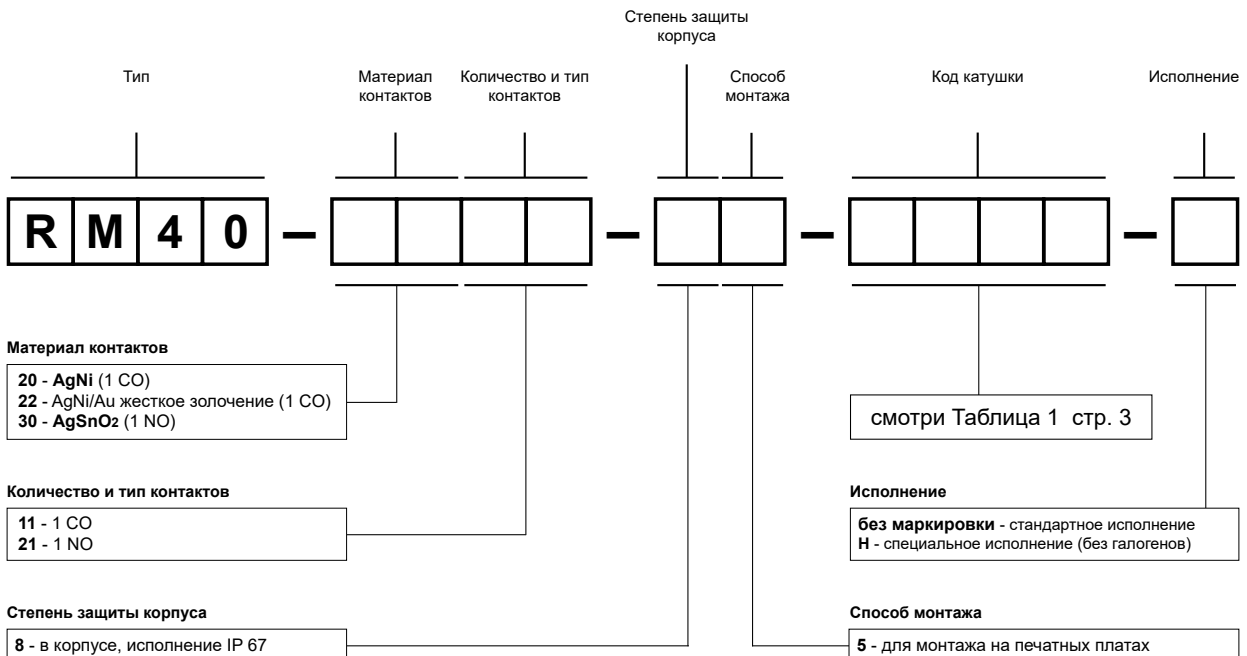 Степень защиты
корпуса
Тип
Материал
контактов
Количество и тип
контактов
Способ
монтажа
Код катушки
Исполнение
RM40 – –  – –
Материал контактов
20 - AgNi (1 CO)
22 - AgNi/Au жесткое золочение (1 CO)
30 - AgSnO2 (1 NO)
смотри Таблица 1 стр. 3
Количество и тип контактов
11 - 1 CO
21 - 1 NO
Исполнение
без маркировки - стандартное исполнение
H - специальное исполнение (без галогенов)
Степень защиты корпуса
8 - в корпусе, исполнение IP 67
Способ монтажа
5 - для монтажа на печатных платах